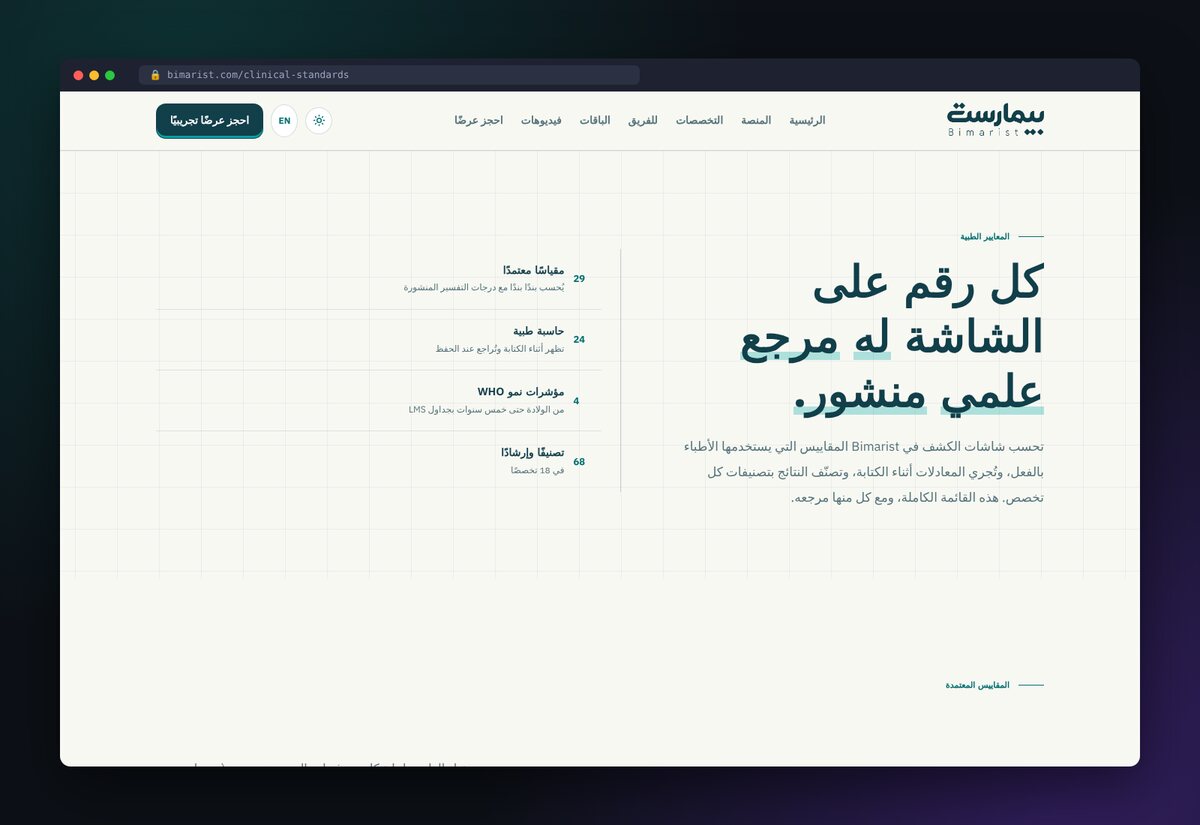 bimarist.com/clinical-standards
بيمارست
Bimarist
الرئيسية
المنصة
التخصصات
للفريق
الباقات
فيديوهات
احجز عرضًا
EN
احجز عرضًا تجريبيًا
المعايير الطبية
كل رقم على
الشاشة له مرجع
علمي منشور.
تحسب شاشات الكشف في Bimarist المقاييس التي يستخدمها الأطباء
بالفعل، وتُجري المعادلات أثناء الكتابة، وتصنّف النتائج بتصنيفات كل
تخصص. هذه القائمة الكاملة، ومع كل منها مرجعه.
29
مقياسًا معتمدًا
يُحسب بندًا بندًا مع درجات التفسير المنشورة
24
حاسبة طبية
تظهر أثناء الكتابة وتُراجع عند الحفظ
4
مؤشرات نمو WHO
من الولادة حتى خمس سنوات بجداول LMS
68
تصنيفًا وإرشادًا
في 18 تخصصًا
المقاييس المعتمدة